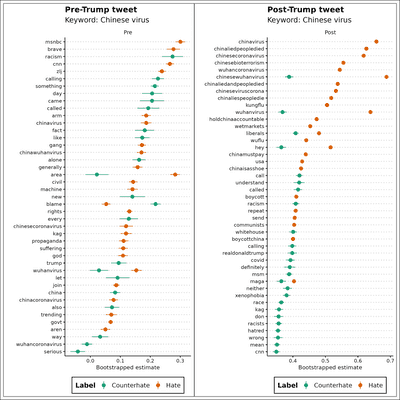 Pre-Trump tweet
Keyword: Chinese virus
Pre
msnbc
brave
racism
cnn
zlj
calling
something
day
came
called
arm
chinavirus
fact
like
gang
chinawuhanvirus
alone
generally
area
civil
machine
new
blame
rights
every
chinesecoronavirus
kag
propaganda
suffering
god
trump
wuhanvirus
let
join
china
chinacoronavirus
also
trending
govt
aren
way
wuhancoronavirus
serious
0.0 0.1 0.2 0.3
Bootstrapped estimate
Label Counterhate Hate
Post-Trump tweet
Keyword: Chinese virus
Post
chinavirus
chinaliedpeopledied
chinesecoronavirus
chinesebioterrorism
wuhancoronavirus
chinesewuhanvirus
chinaliedandpeopledied
chinesevirus​corona
chinaliespeopledie
kungflu
wuhanvirus
holdchinaaccountable
wetmarkets
liberals
wuflu
hey
chinamustpay
usa
chinaisasshoe
call
understand
called
boycott
racism
repeat
send
communists
whitehouse
boycottchina
calling
realdonaldtrump
covid
definitely
msm
maga
neither
xenophobia
race
kag
don
racists
hatred
wrong
mean
cnn
0.4 0.5 0.6 0.7
Bootstrapped estimate
Label Counterhate Hate